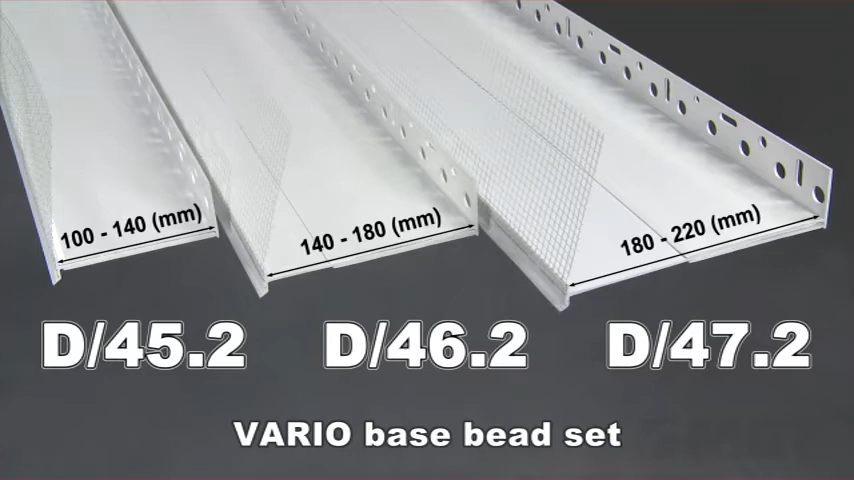 100 - 140 (mm)
140 - 180 (mm)
180 - 220 (mm)
D/45.2
D/46.2
D/47.2
VARIO base bead set